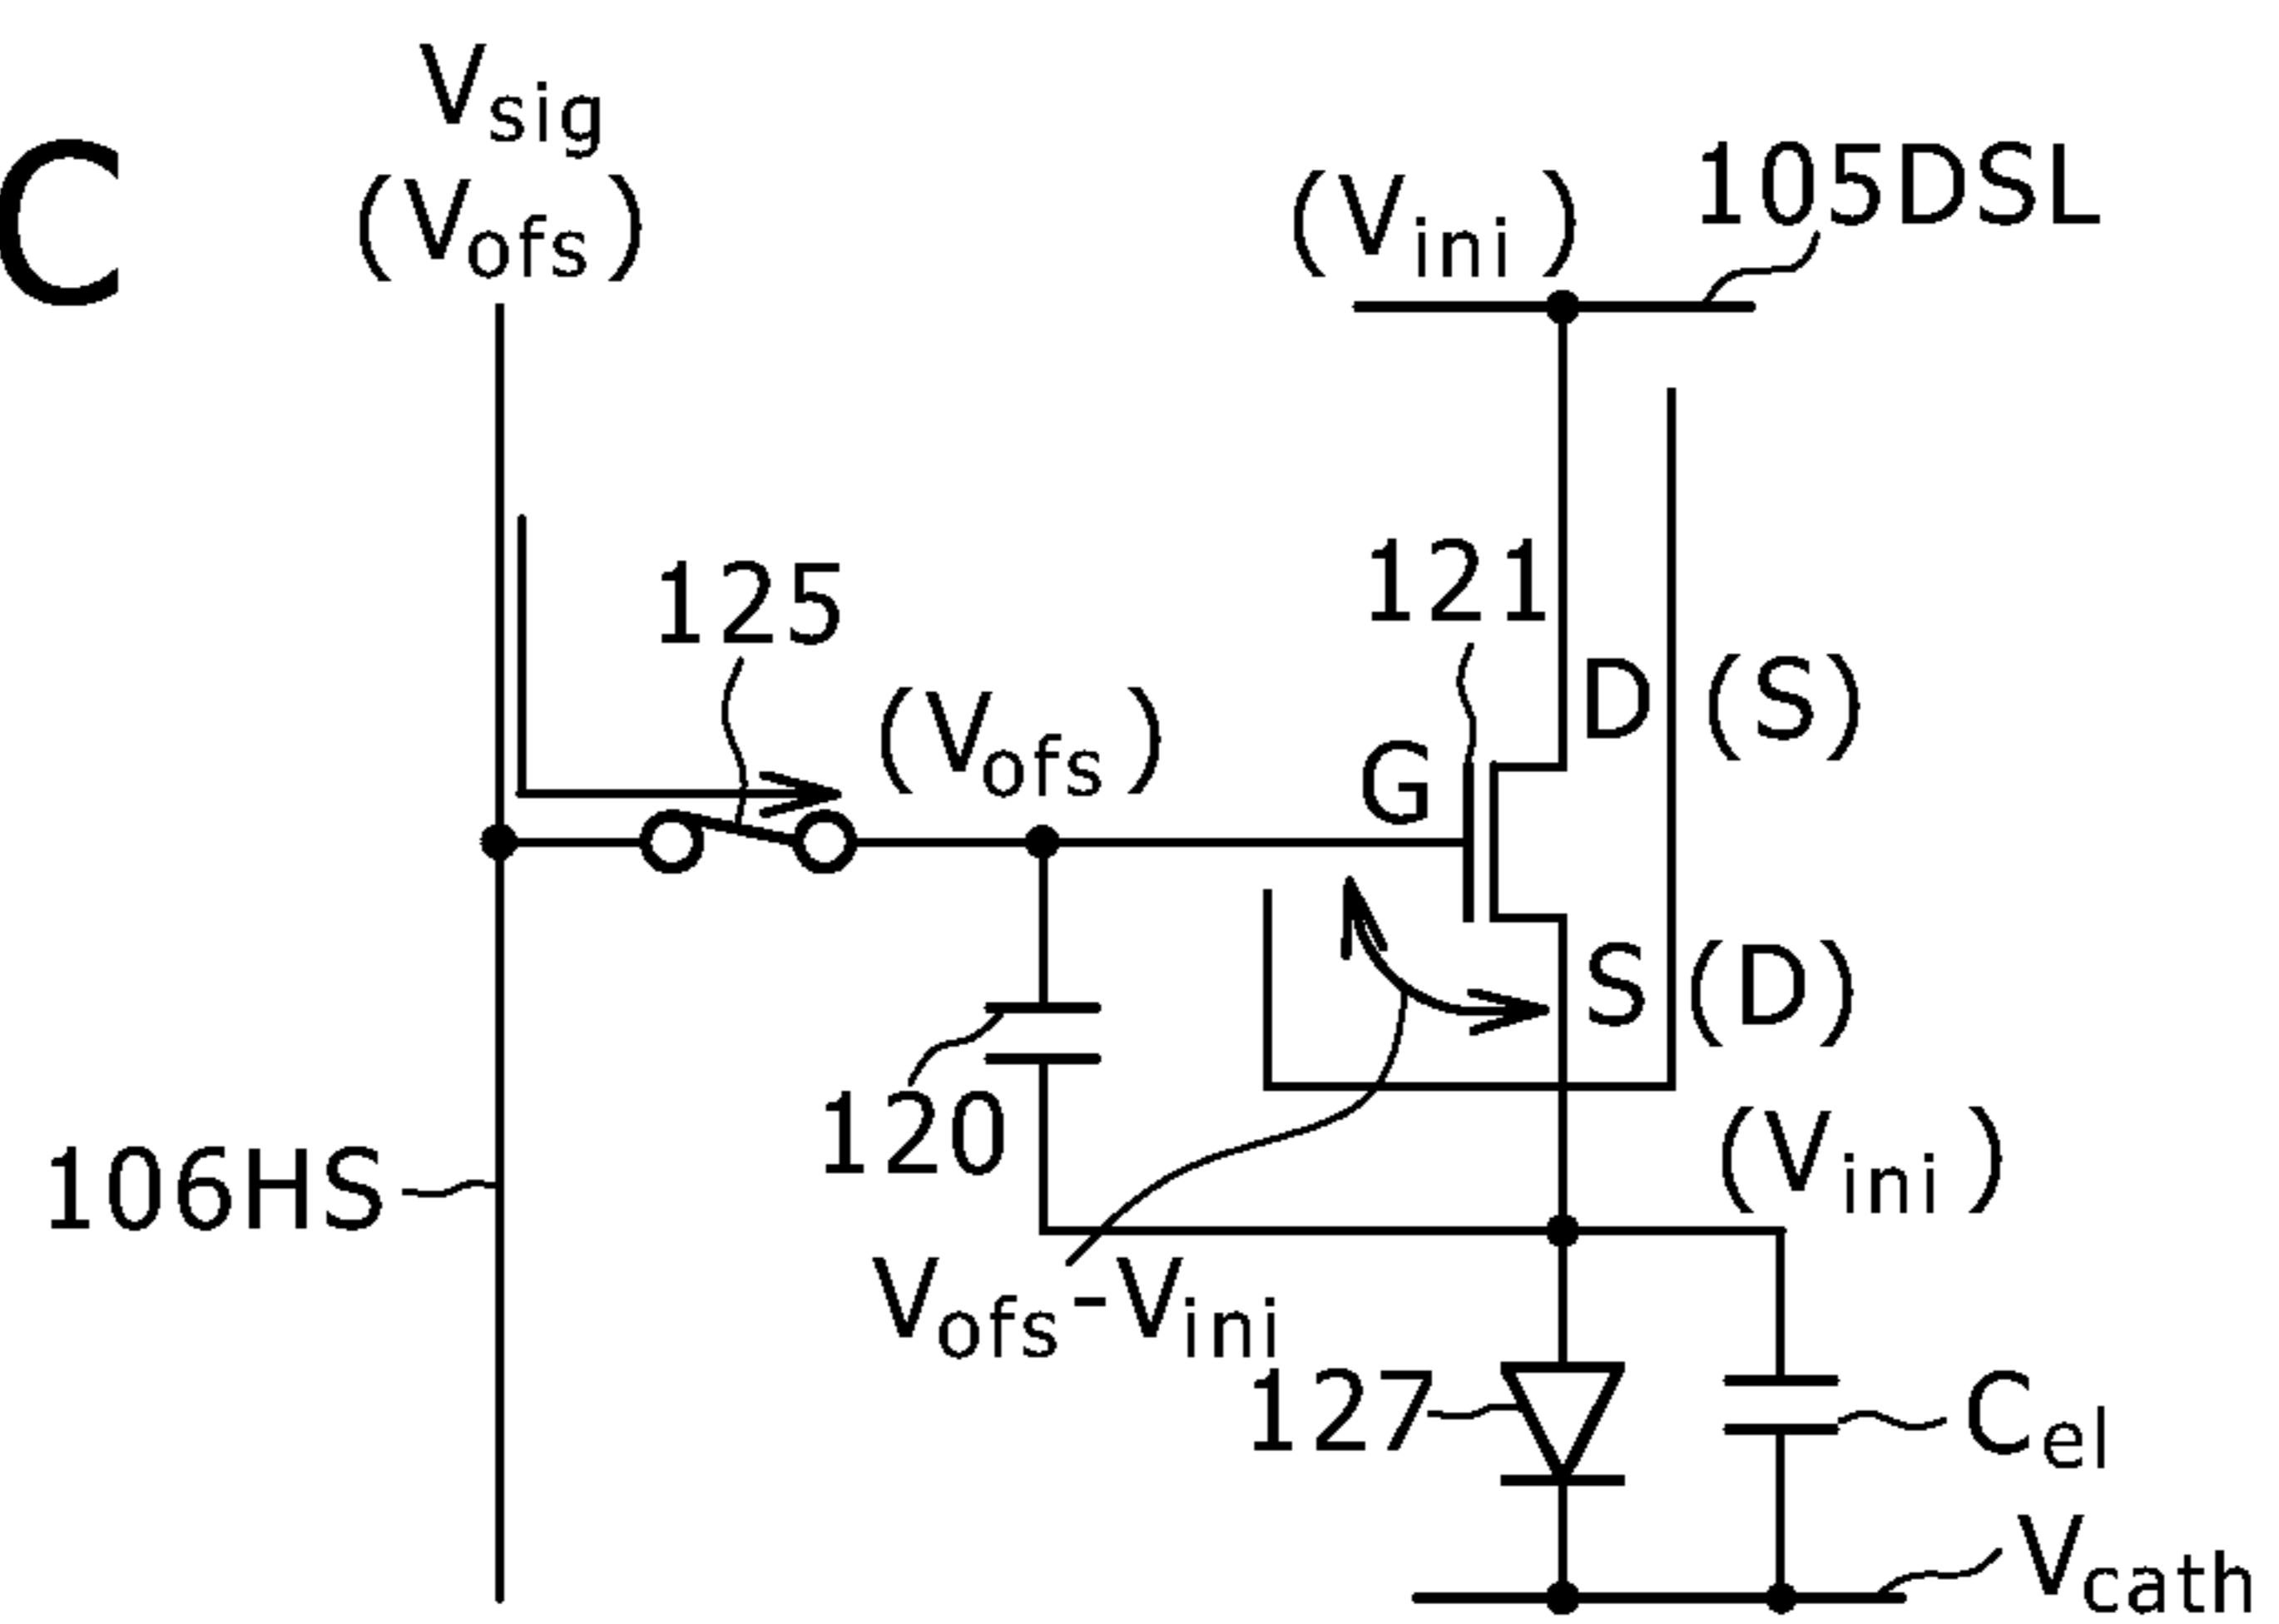 C
Vsig
(Vofs)
(Vini)
105DSL
125
121
(Vofs)
G
D (S)
S (D)
120
106HS
(Vini)
Vofs-Vini
127
Cel
Vcath